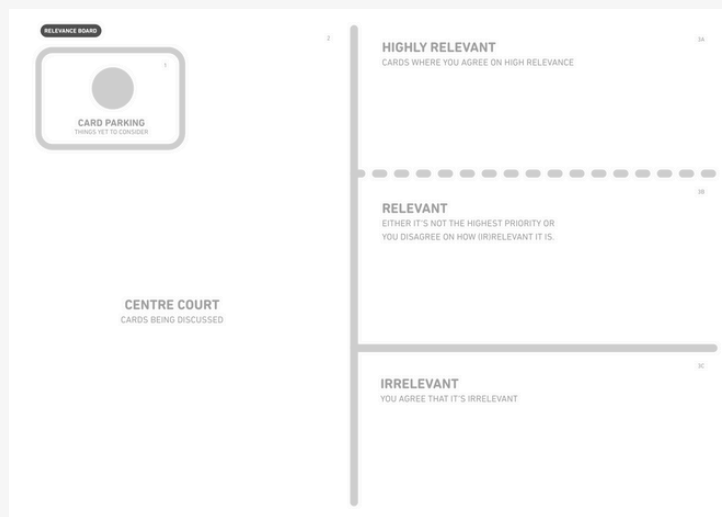 RELEVANCE BOARD
1
CARD PARKING
THINGS YET TO CONSIDER
2
CENTRE COURT
CARDS BEING DISCUSSED
3A
HIGHLY RELEVANT
CARDS WHERE YOU AGREE ON HIGH RELEVANCE
3B
RELEVANT
EITHER IT'S NOT THE HIGHEST PRIORITY OR
YOU DISAGREE ON HOW (IR)RELEVANT IT IS.
3C
IRRELEVANT
YOU AGREE THAT IT'S IRRELEVANT